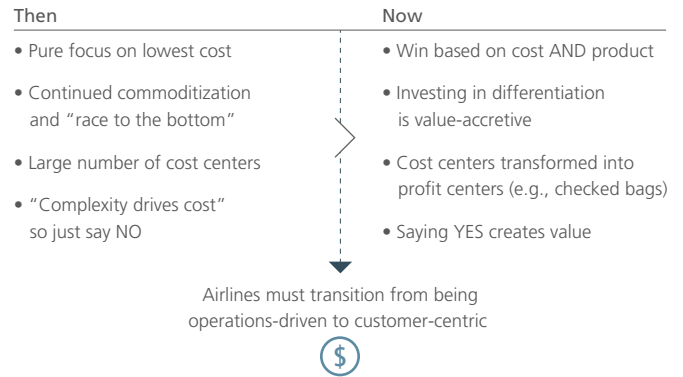 Then
• Pure focus on lowest cost
• Continued commoditization
and “race to the bottom”
• Large number of cost centers
• “Complexity drives cost”
so just say NO
Now
• Win based on cost AND product
• Investing in differentiation
is value-accretive
• Cost centers transformed into
profit centers (e.g., checked bags)
• Saying YES creates value
Airlines must transition from being
operations-driven to customer-centric
$